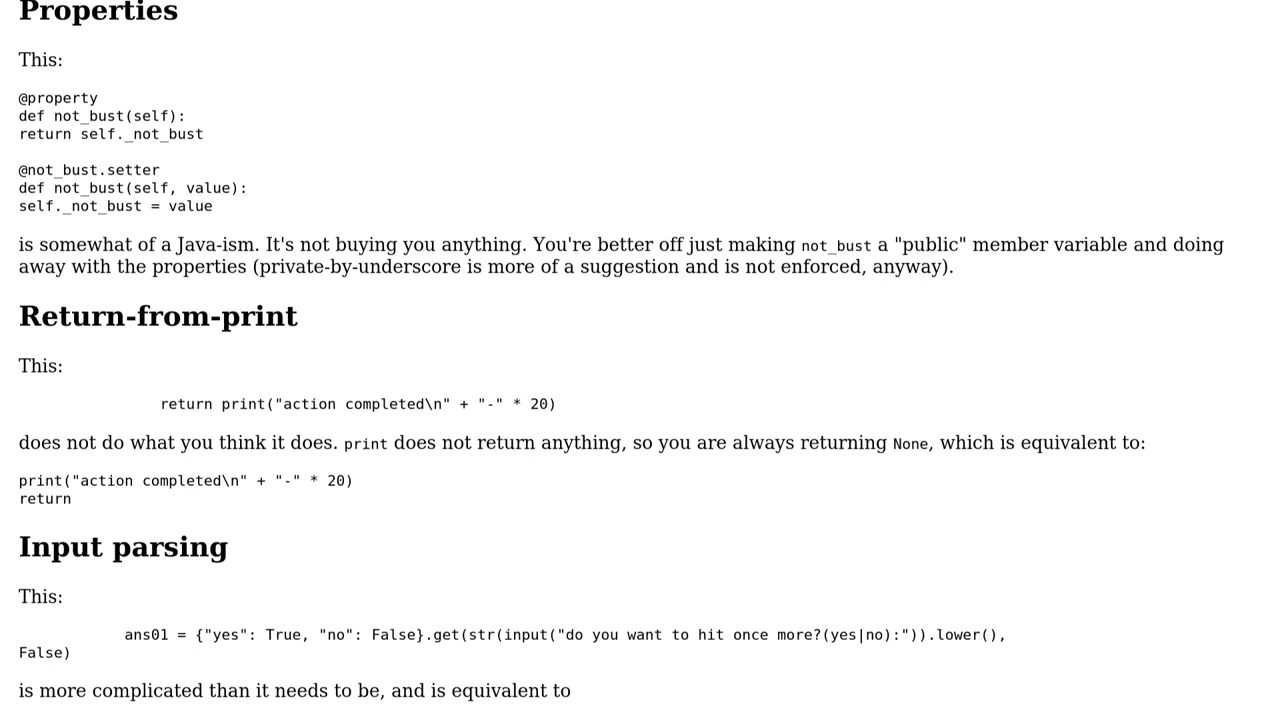 Properties
This:
@property
def not_bust(self):
return self._not_bust
@not_bust.setter
def not_bust(self, value):
self._not_bust = value
is somewhat of a Java-ism. It's not buying you anything. You're better off just making not_bust a "public" member variable and doing
away with the properties (private-by-underscore is more of a suggestion and is not enforced, anyway).
Return-from-print
This:
return print("action completed\n" + "-" * 20)
does not do what you think it does. print does not return anything, so you are always returning None, which is equivalent to:
print("action completed\n" + "-" * 20)
return
Input parsing
This:
ans01 = {"yes": True, "no": False}.get(str(input("do you want to hit once more?(yes|no):")).lower(),
False)
is more complicated than it needs to be, and is equivalent to